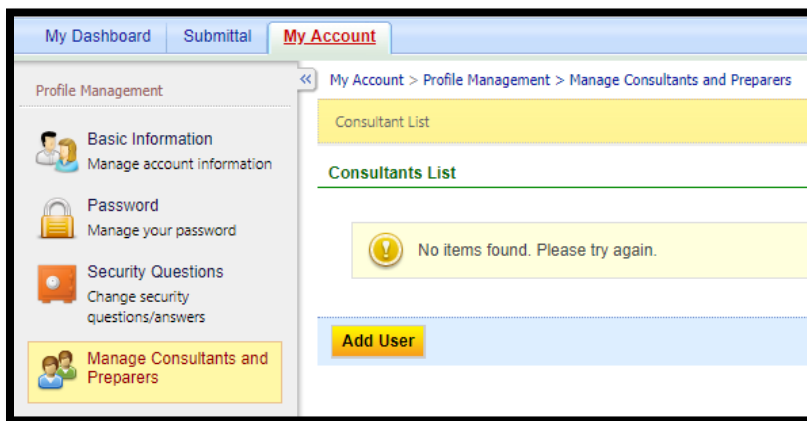 My Dashboard Submittal My Account
Profile Management
Basic Information
Manage account information
Password
Manage your password
Security Questions
Change security
questions/answers
Manage Consultants and
Preparers
« My Account > Profile Management > Manage Consultants and Preparers
Consultant List
Consultants List
No items found. Please try again.
Add User